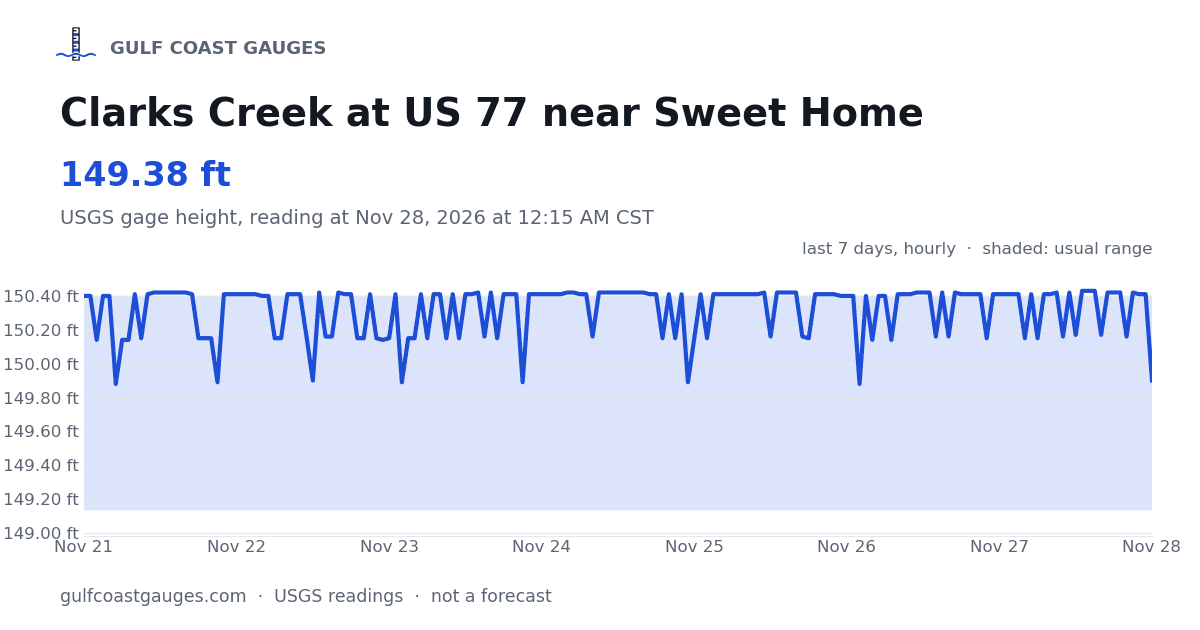 GULF COAST GAUGES
Clarks Creek at US 77 near Sweet Home
149.38 ft
USGS gage height, reading at Nov 28, 2026 at 12:15 AM CST
last 7 days, hourly · shaded: usual range
150.40 ft
150.20 ft
150.00 ft
149.80 ft
149.60 ft
149.40 ft
149.20 ft
149.00 ft
Nov 21 Nov 22 Nov 23 Nov 24 Nov 25 Nov 26 Nov 27 Nov 28
gulfcoastgauges.com · USGS readings · not a forecast